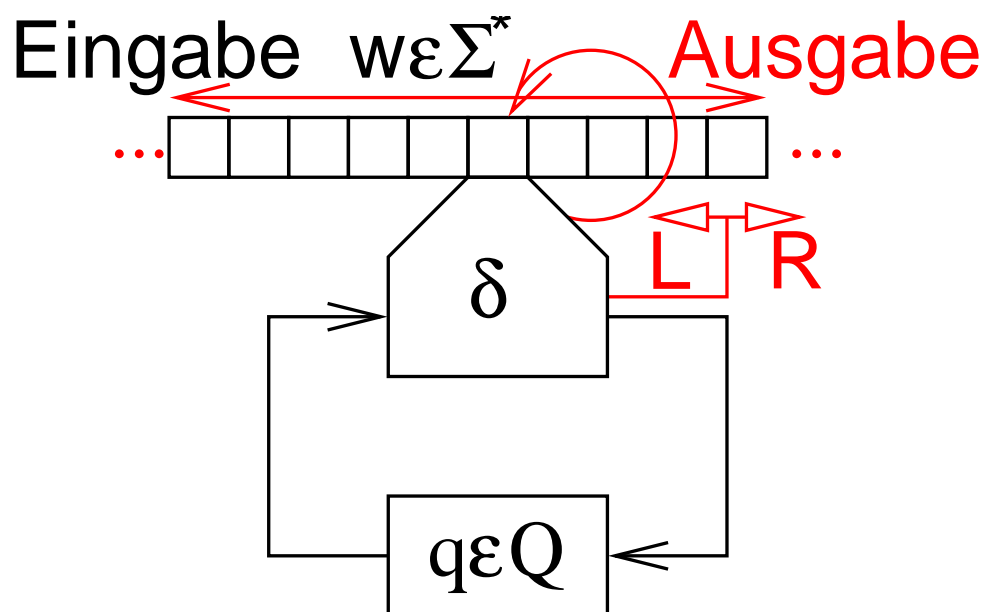 Eingabe wεΣ* Ausgabe
... ...
L R
δ
qεQ